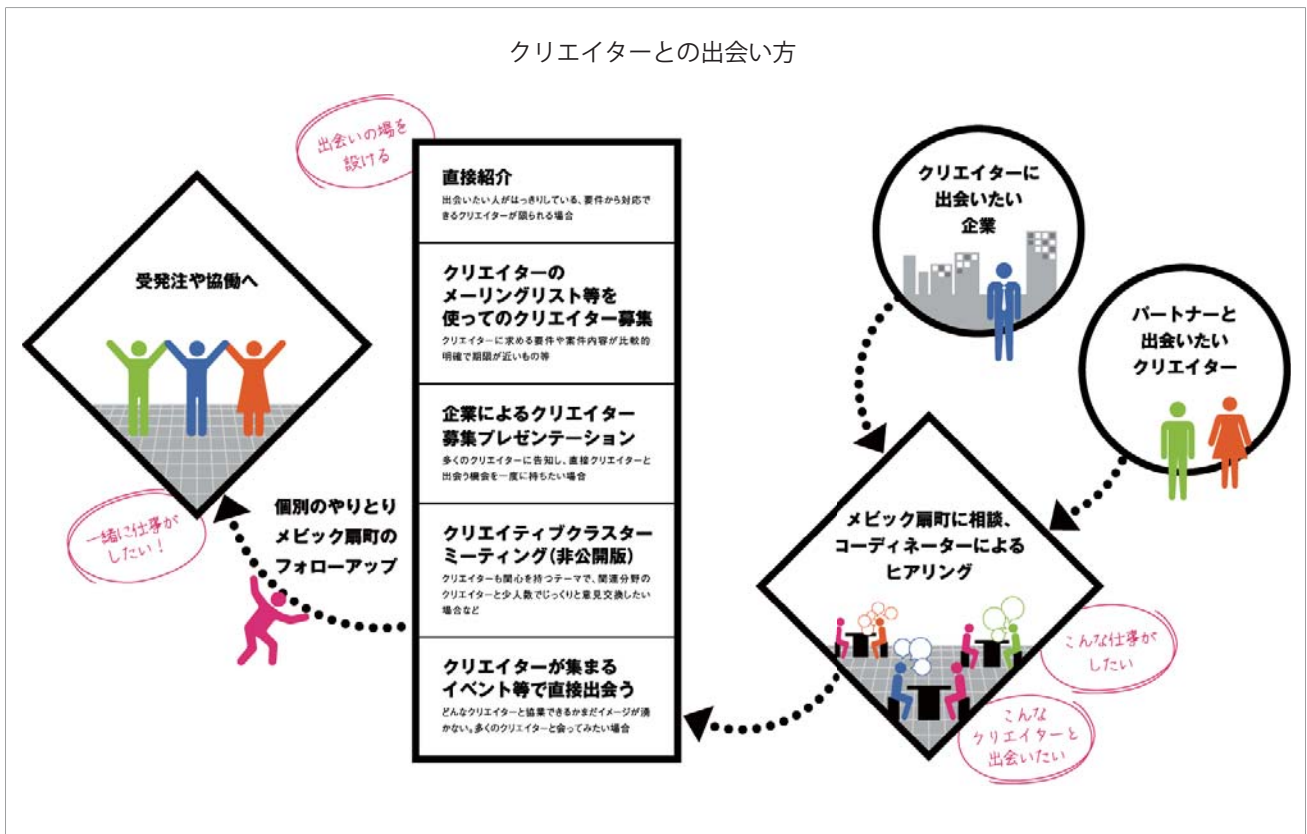 クリエイターとの出会い方
出会いの場を
設ける
直接紹介
出会いたい人がはっきりしている、要件から対応で
きるクリエイターが限られる場合
クリエイターの
メーリングリスト等を
使ってのクリエイター募集
クリエイターに求める要件や案件内容が比較的
明確で期限が近いもの等
企業によるクリエイター
募集プレゼンテーション
多くのクリエイターに告知し、直接クリエイターと
出会う機会を一度に持ちたい場合
クリエイティブクラスター
ミーティング(非公開版)
クリエイターも関心を持つテーマで、関連分野の
クリエイターと少人数でじっくりと意見交換したい
場合など
クリエイターが集まる
イベント等で直接出会う
どんなクリエイターと協業できるかまだイメージが湧
かない。多くのクリエイターと会ってみたい場合
クリエイターに
出会いたい
企業
パートナーと
出会いたい
クリエイター
メビック扇町に相談、
コーディネーターによる
ヒアリング
こんな仕事が
したい
こんな
クリエイターと
出会いたい
受発注や協働へ
個別のやりとり
メビック扇町の
フォローアップ
一緒に仕事が
したい!